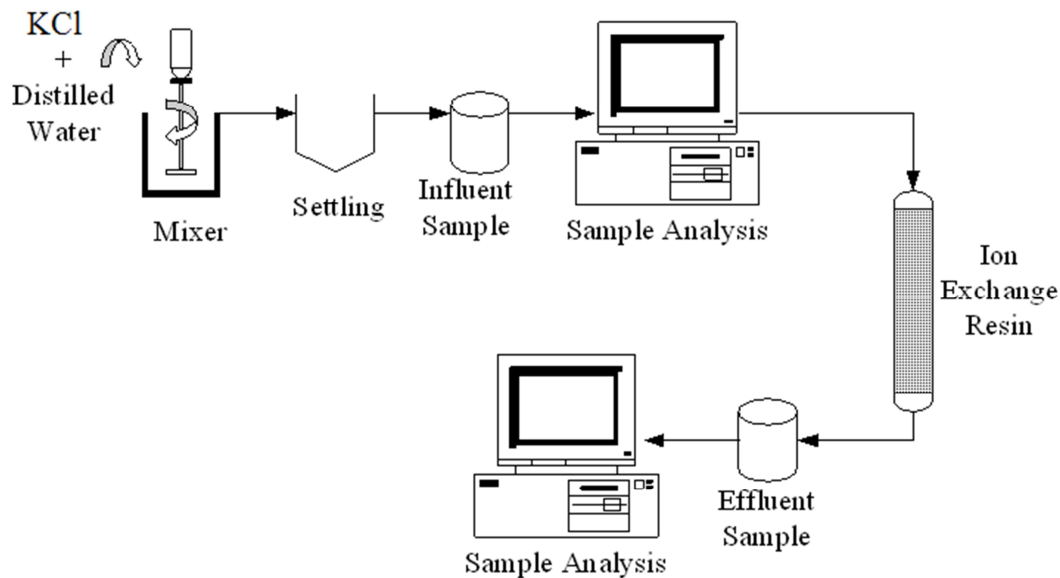 KCl
+
Distilled
Water
Mixer
Settling
Influent
Sample
Sample Analysis
Ion
Exchange
Resin
Effluent
Sample
Sample Analysis